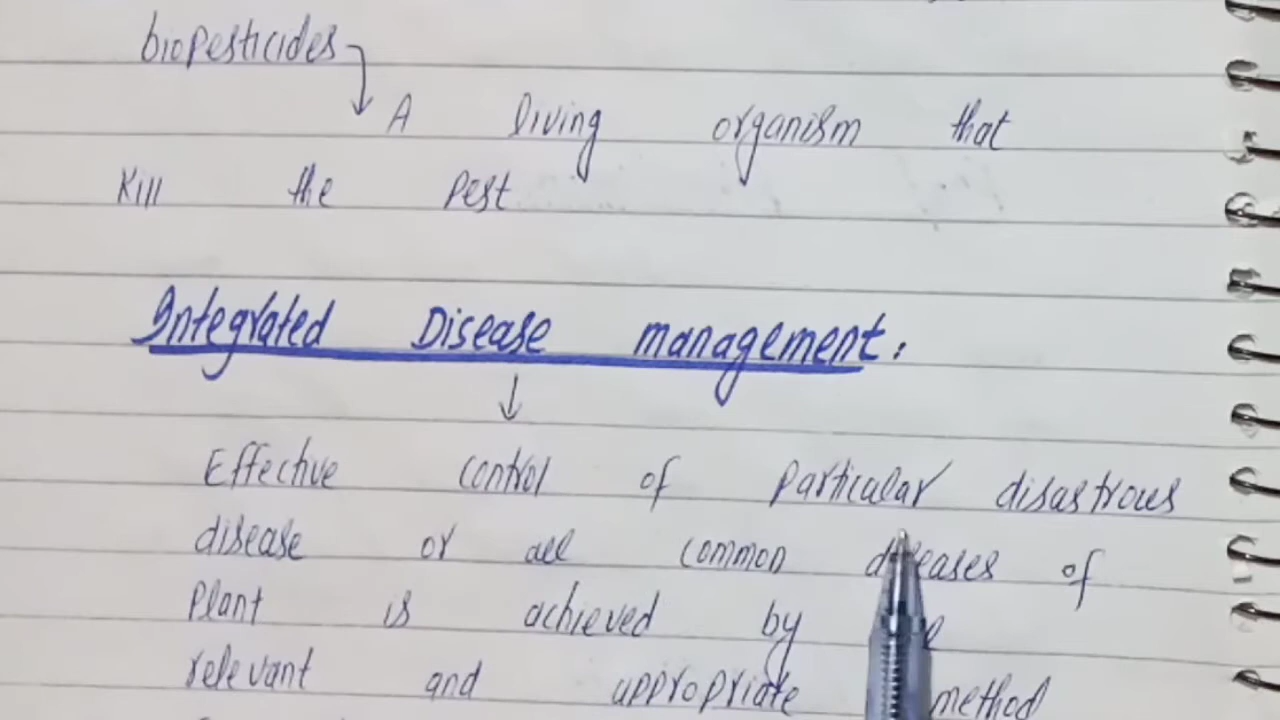 biopesticides
A living organism that
Kill the Pest
Integrated Disease management:
Effective control of Particular disastrous
disease or all common diseases of
Plant is achieved by
relevant and appropriate method